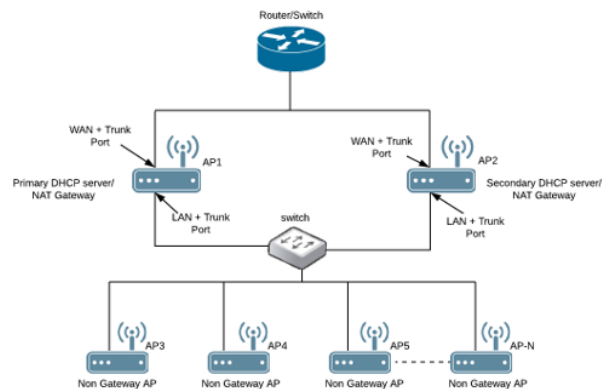 Router/Switch
WAN + Trunk
Port
AP1
Primary DHCP server/
NAT Gateway
LAN + Trunk
Port
WAN + Trunk
Port
AP2
Secondary DHCP server/
NAT Gateway
LAN + Trunk
Port
switch
AP3
Non Gateway AP
AP4
Non Gateway AP
AP5
Non Gateway AP
AP-N
Non Gateway AP